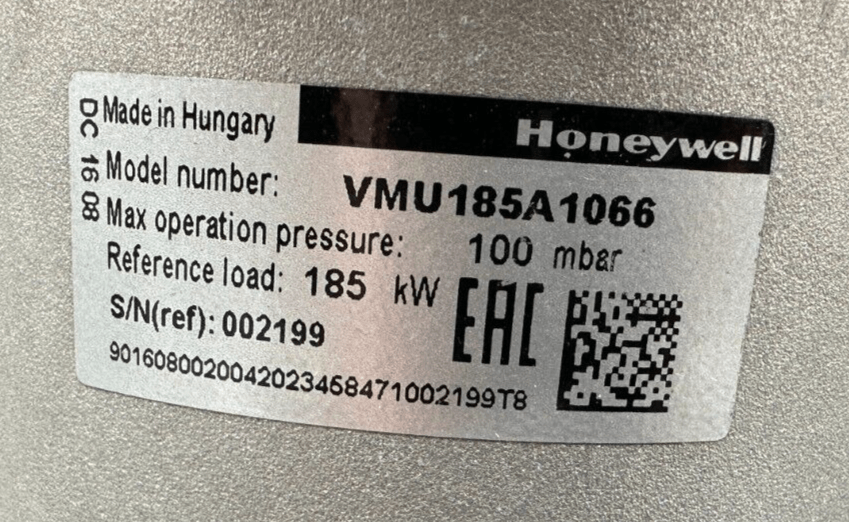 Made in Hungary
Honeywell
DC 16 08
Model number: VMU185A1066
Max operation pressure: 100 mbar
Reference load: 185 kW
EAC
S/N(ref): 002199
9016080020042023468471002199T8